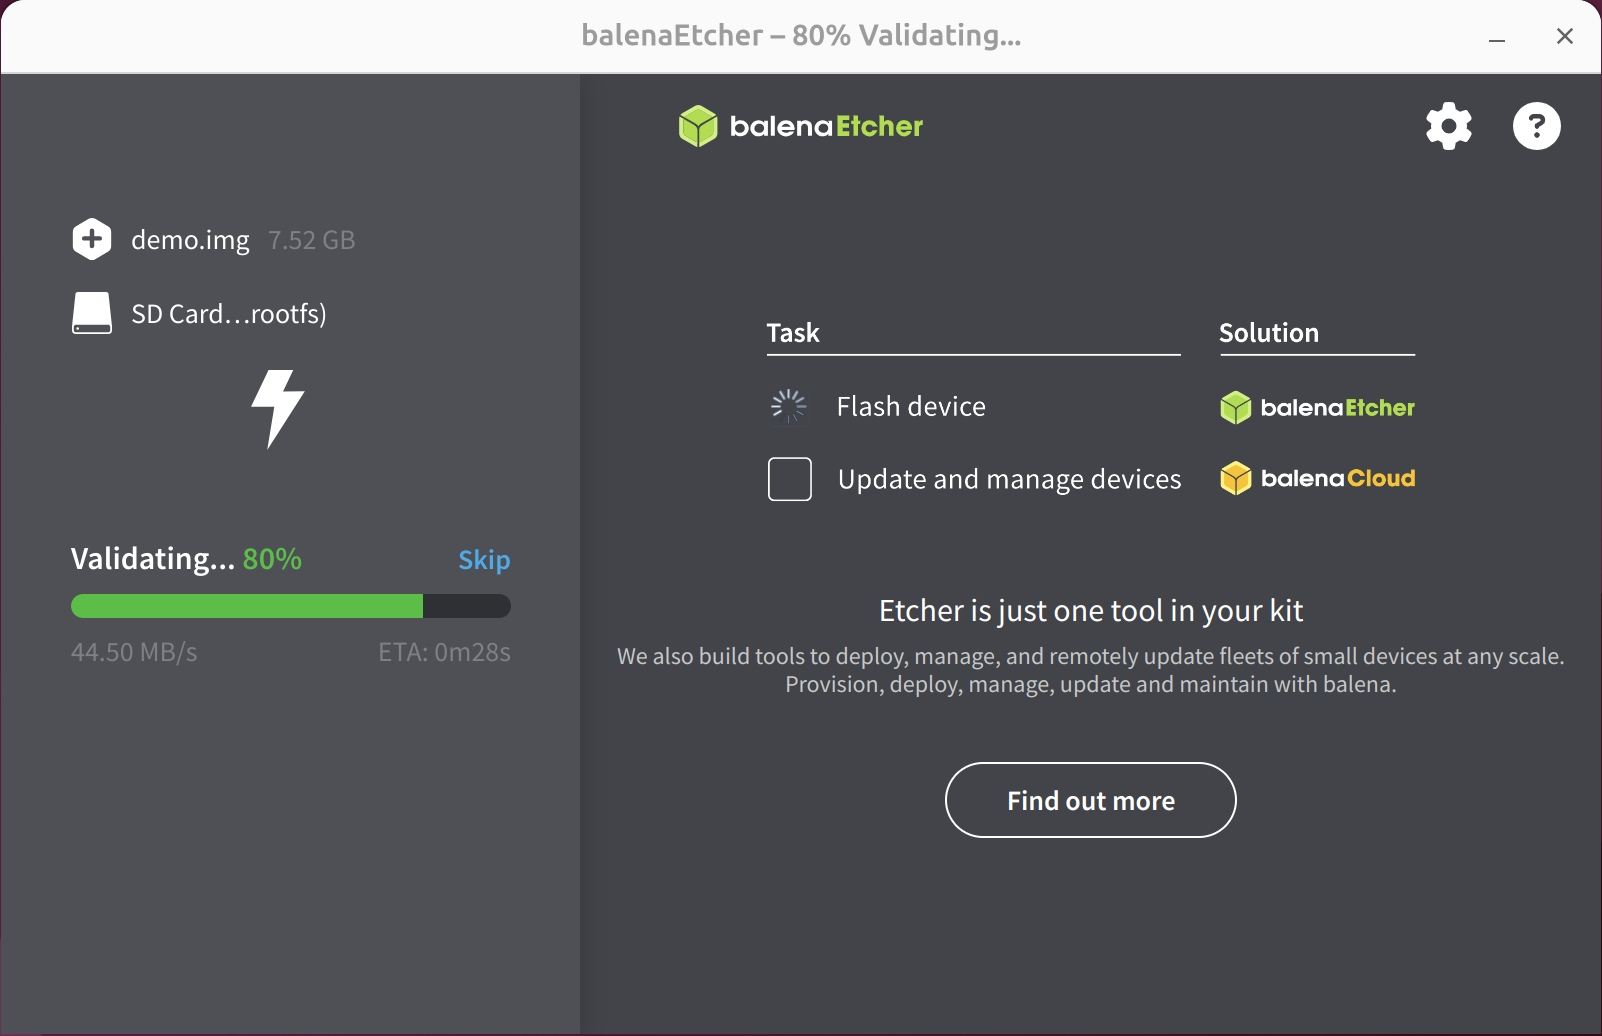 balenaEtcher – 80% Validating...
balenaEtcher
?
demo.img 7.52 GB
SD Card…rootfs)
Validating... 80% Skip
44.50 MB/s ETA: 0m28s
Task Solution
Flash device balenaEtcher
Update and manage devices balenaCloud
Etcher is just one tool in your kit
We also build tools to deploy, manage, and remotely update fleets of small devices at any scale.
Provision, deploy, manage, update and maintain with balena.
Find out more